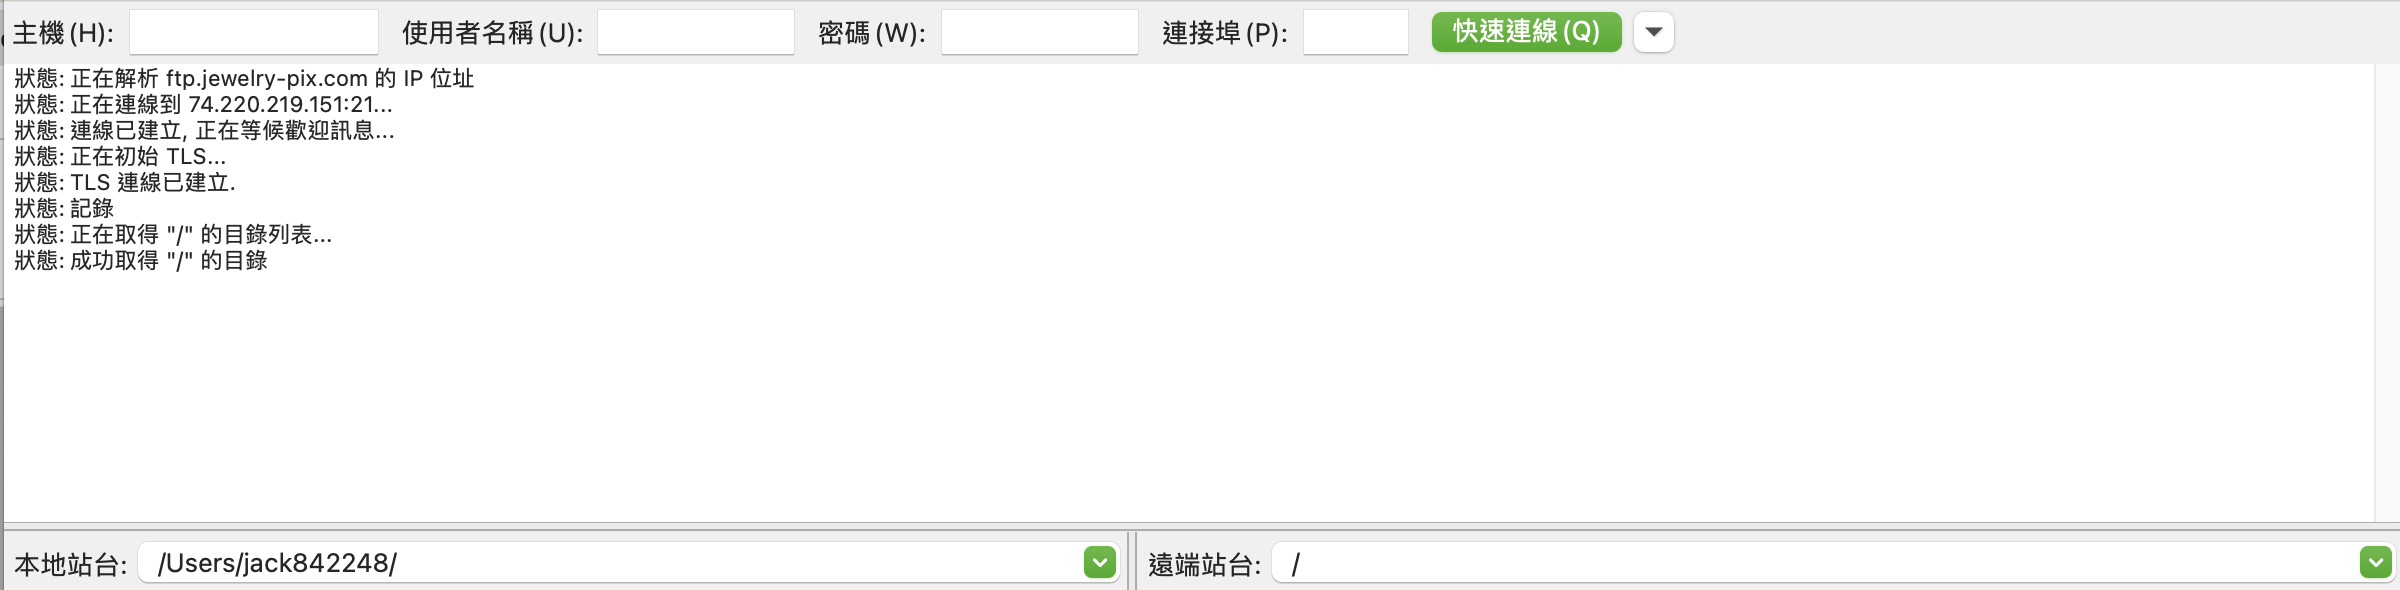 主機(H): 使用者名稱(U): 密碼(W): 連接埠(P): 快速連線(Q)
狀態: 正在解析 ftp.jewelry-pix.com 的 IP 位址
狀態: 正在連線到 74.220.219.151:21...
狀態: 連線已建立, 正在等候歡迎訊息...
狀態: 正在初始 TLS...
狀態: TLS 連線已建立.
狀態: 記錄
狀態: 正在取得 "/" 的目錄列表...
狀態: 成功取得 "/" 的目錄
本地站台: /Users/jack842248/ 遠端站台: /